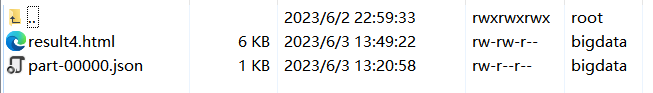 .. 2023/6/2 22:59:33 rwxrwxrwx root
result4.html 6 KB 2023/6/3 13:49:22 rw-rw-r-- bigdata
part-00000.json 1 KB 2023/6/3 13:20:58 rw-r--r-- bigdata